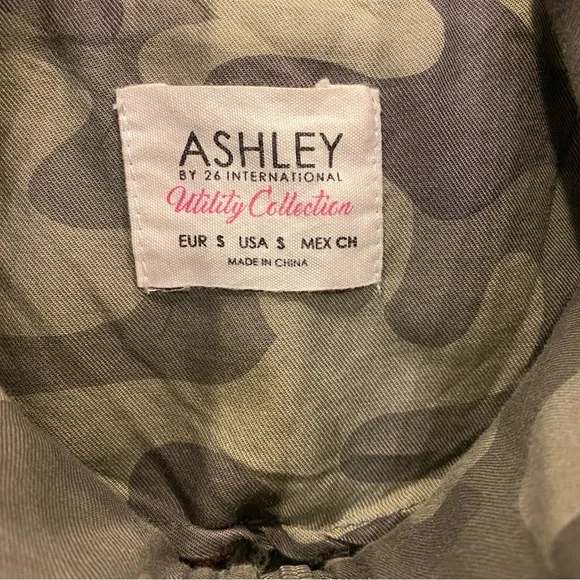 ASHLEY
BY 26 INTERNATIONAL
Utility Collection
EUR S USA S MEX CH
MADE IN CHINA